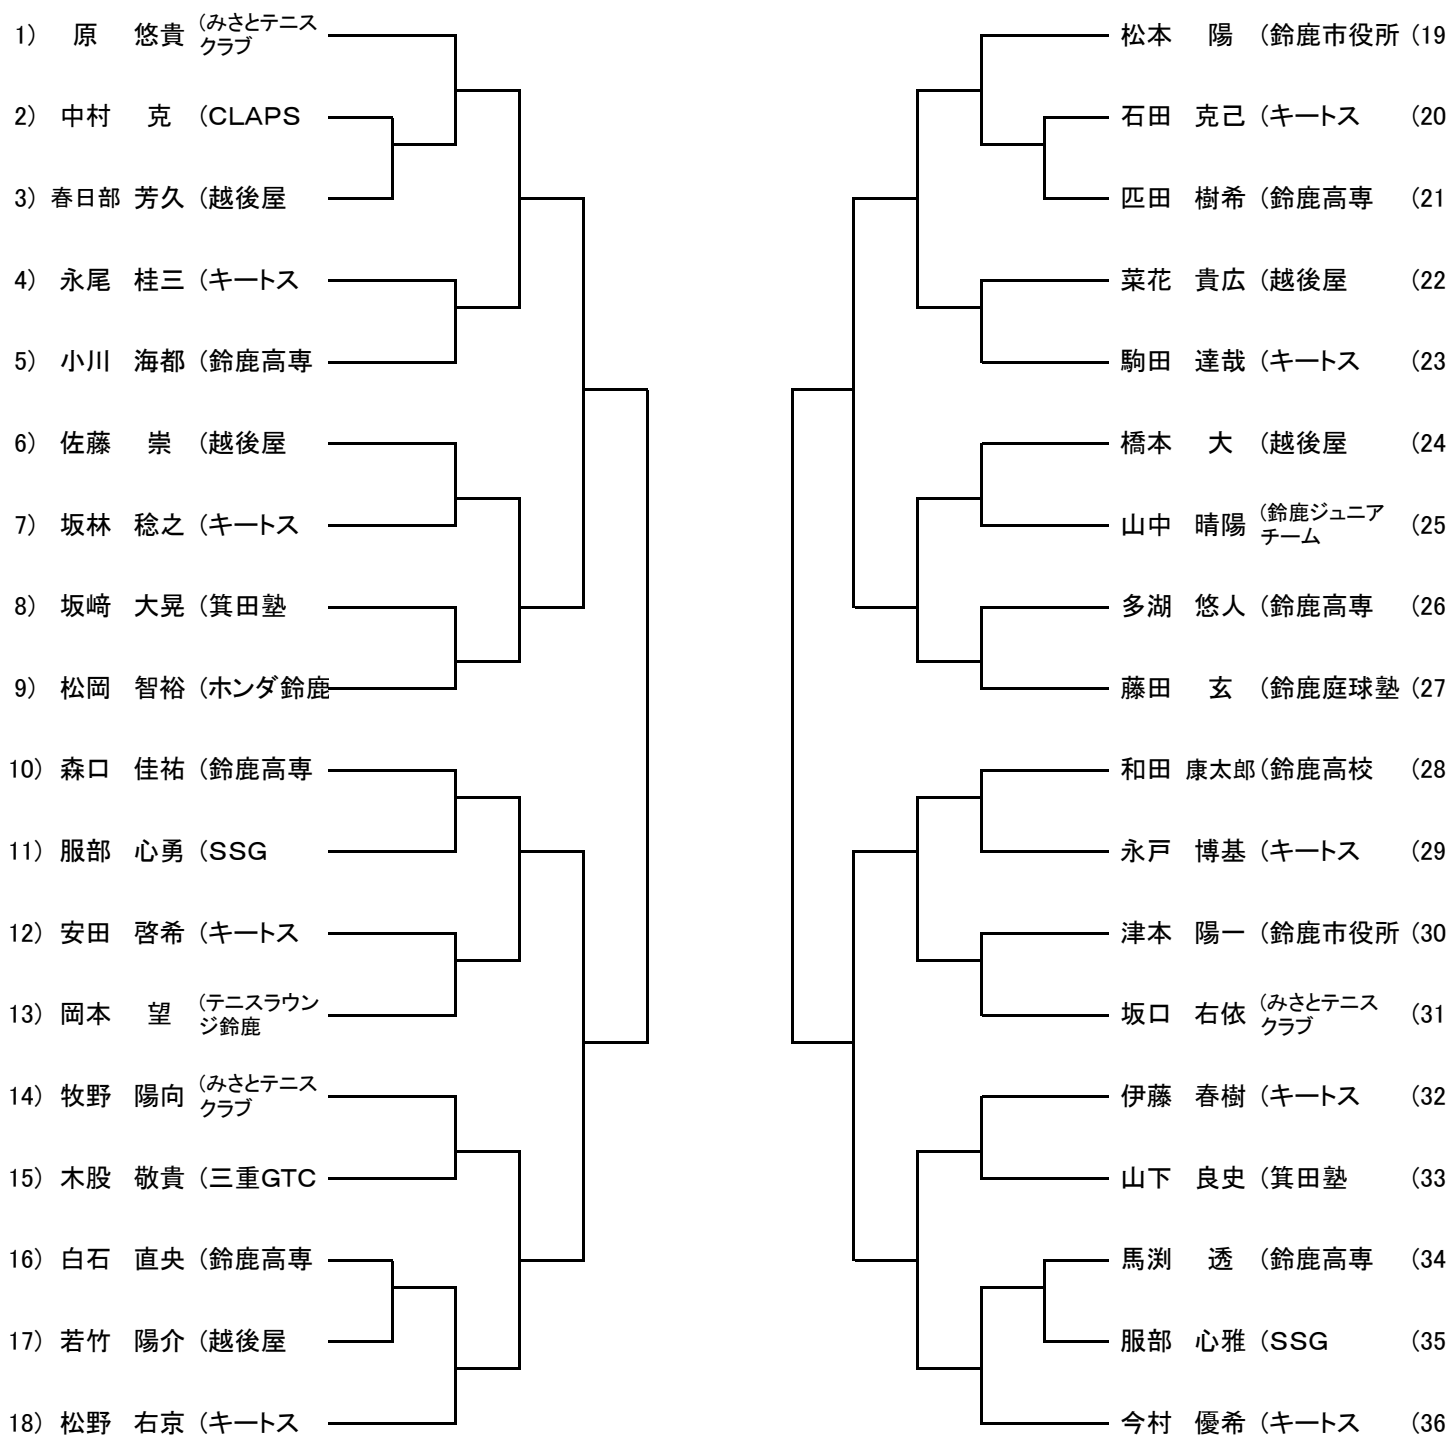 1) 原 悠貴 (みさとテニス
クラブ
2) 中村 克 (CLAPS
3) 春日部 芳久 (越後屋
4) 永尾 桂三 (キートス
5) 小川 海都 (鈴鹿高専
6) 佐藤 崇 (越後屋
7) 坂林 稔之 (キートス
8) 坂﨑 大晃 (箕田塾
9) 松岡 智裕 (ホンダ鈴鹿
10) 森口 佳祐 (鈴鹿高専
11) 服部 心勇 (SSG
12) 安田 啓希 (キートス
13) 岡本 望 (テニスラウン
ジ鈴鹿
14) 牧野 陽向 (みさとテニス
クラブ
15) 木股 敬貴 (三重GTC
16) 白石 直央 (鈴鹿高専
17) 若竹 陽介 (越後屋
18) 松野 右京 (キートス
松本 陽 (鈴鹿市役所 (19
石田 克己 (キートス (20
匹田 樹希 (鈴鹿高専 (21
菜花 貴広 (越後屋 (22
駒田 達哉 (キートス (23
橋本 大 (越後屋 (24
山中 晴陽 (鈴鹿ジュニア
チーム (25
多湖 悠人 (鈴鹿高専 (26
藤田 玄 (鈴鹿庭球塾 (27
和田 康太郎 (鈴鹿高校 (28
永戸 博基 (キートス (29
津本 陽一 (鈴鹿市役所 (30
坂口 右依 (みさとテニス
クラブ (31
伊藤 春樹 (キートス (32
山下 良史 (箕田塾 (33
馬渕 透 (鈴鹿高専 (34
服部 心雅 (SSG (35
今村 優希 (キートス (36